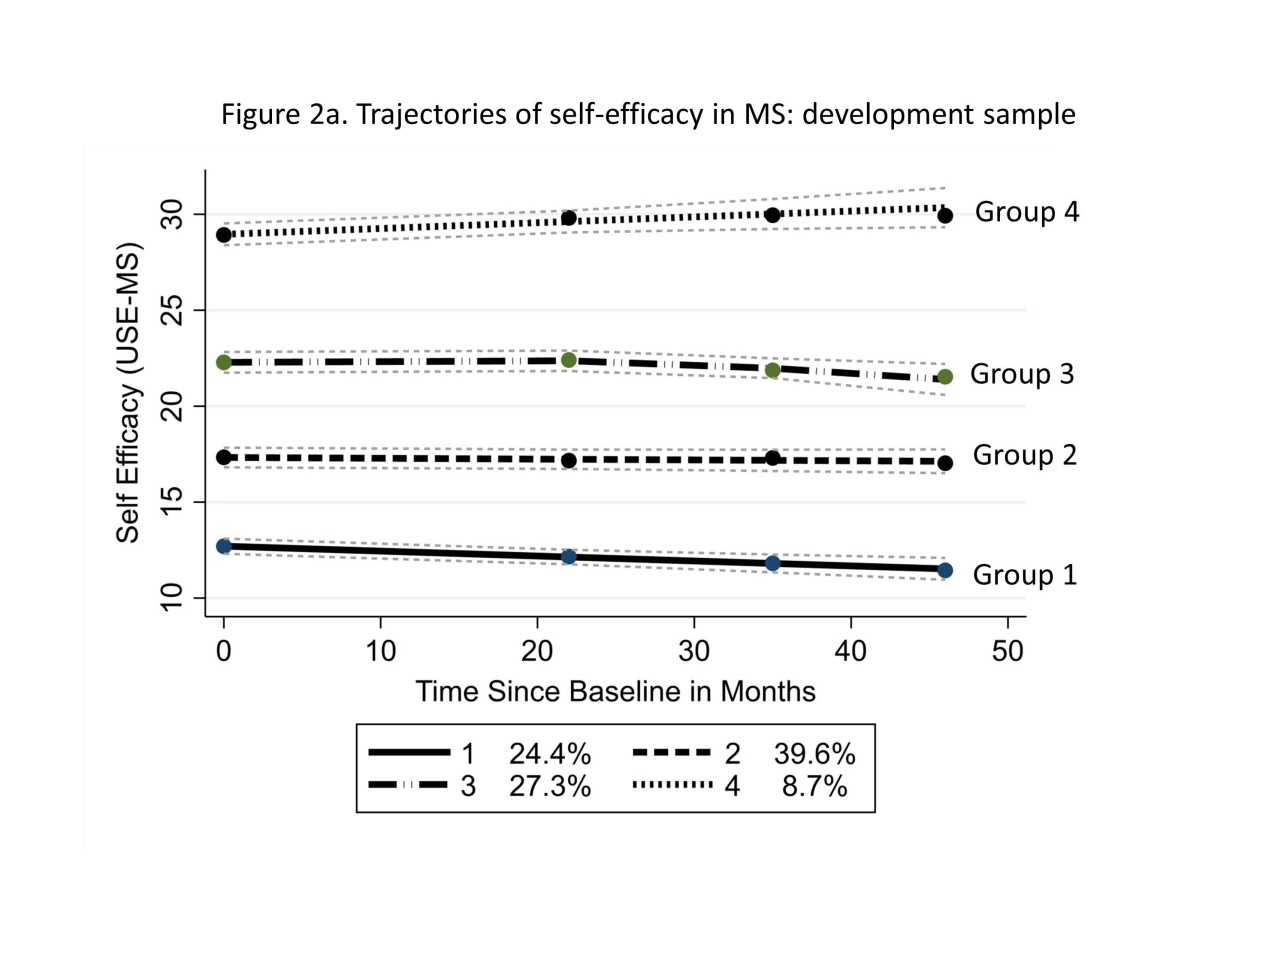 Figure 2a. Trajectories of self-efficacy in MS: development sample
30
25
20
15
10
Self Efficacy (USE-MS)
Group 4
Group 3
Group 2
Group 1
0 10 20 30 40 50
Time Since Baseline in Months
1 24.4% 2 39.6%
3 27.3% 4 8.7%